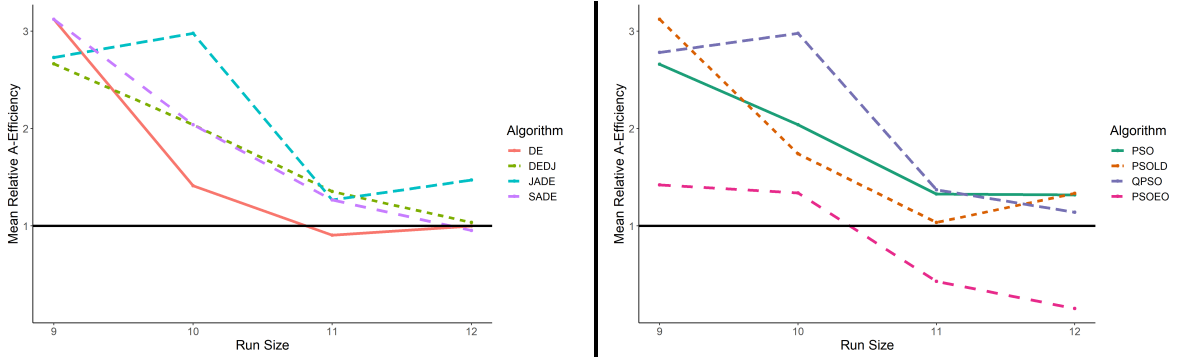 Mean Relative A-Efficiency
3
2
1
9
10
11
12
Run Size
Algorithm
DE
DEDJ
JADE
SADE
Mean Relative A-Efficiency
3
2
1
9
10
11
12
Run Size
Algorithm
PSO
PSOLD
QPSO
PSOEO